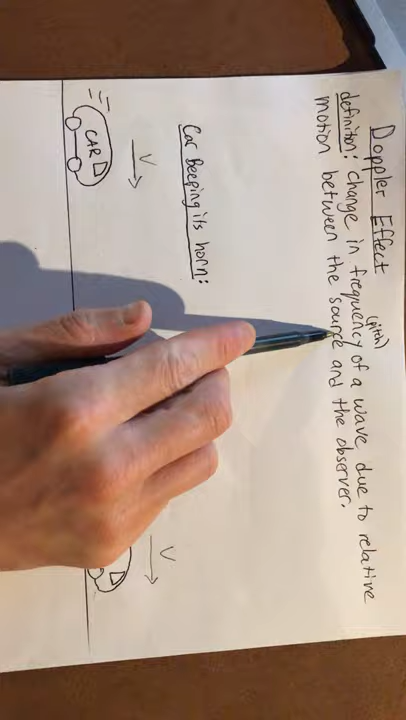 Doppler Effect
(pitch)
definition: change in frequency of a wave due to relative
motion between the source and the observer.
Car Beeping its horn:
V
V
CAR